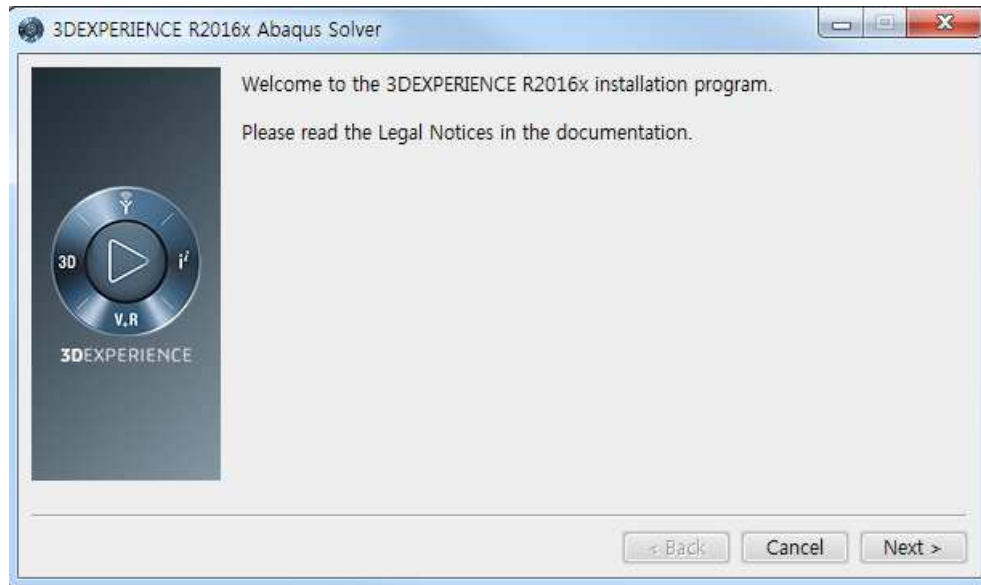 3DEXPERIENCE R2016x Abaqus Solver
Welcome to the 3DEXPERIENCE R2016x installation program.
Please read the Legal Notices in the documentation.
3D
i²
V,R
3DEXPERIENCE
< Back
Cancel
Next >